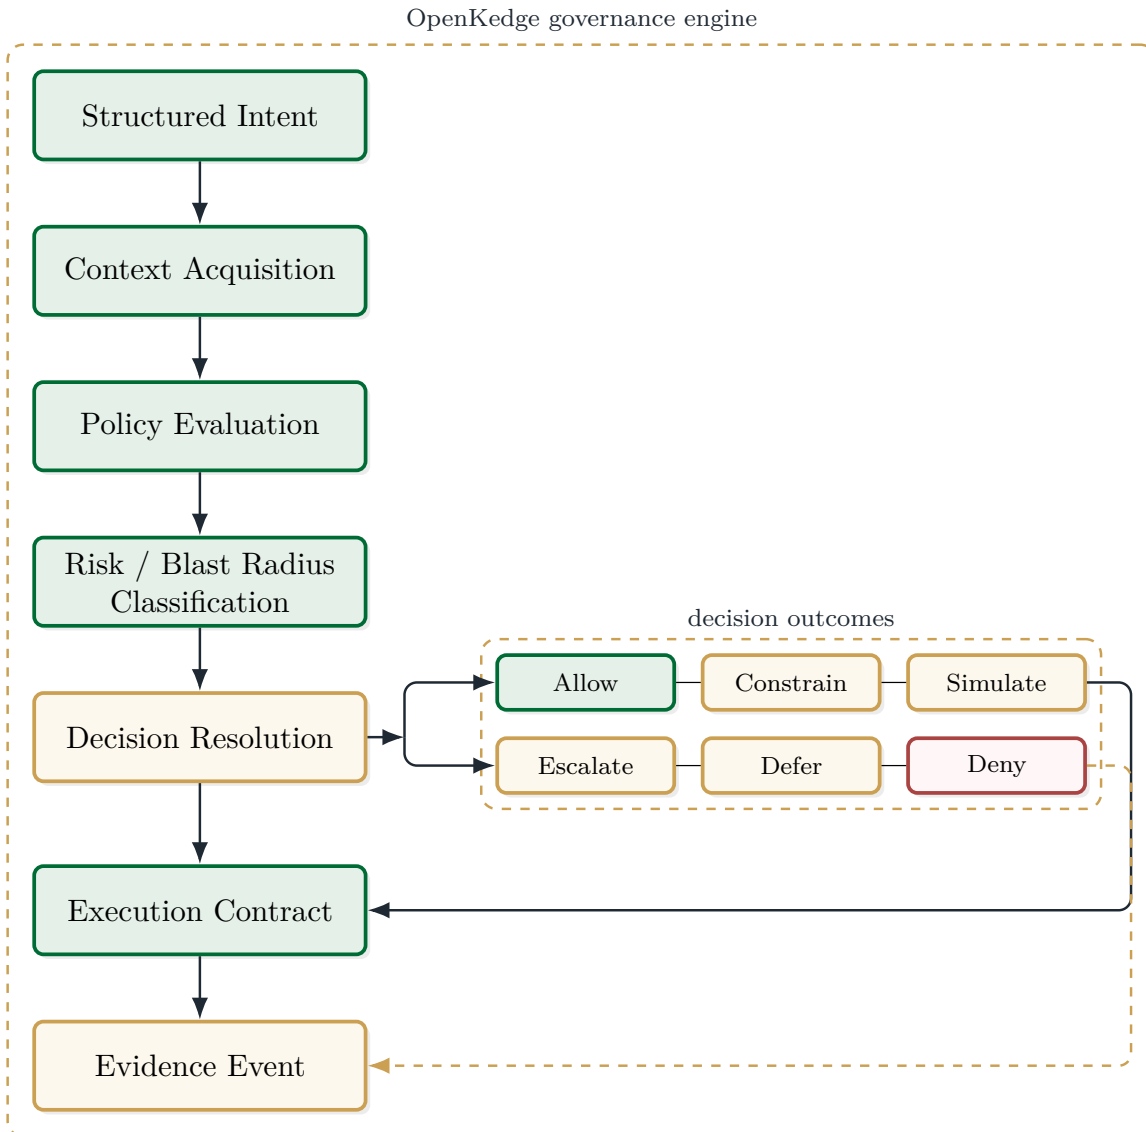 OpenKedge governance engine
Structured Intent
Context Acquisition
Policy Evaluation
Risk / Blast Radius
Classification
decision outcomes
Allow
Constrain
Simulate
Decision Resolution
Escalate
Defer
Deny
Execution Contract
Evidence Event